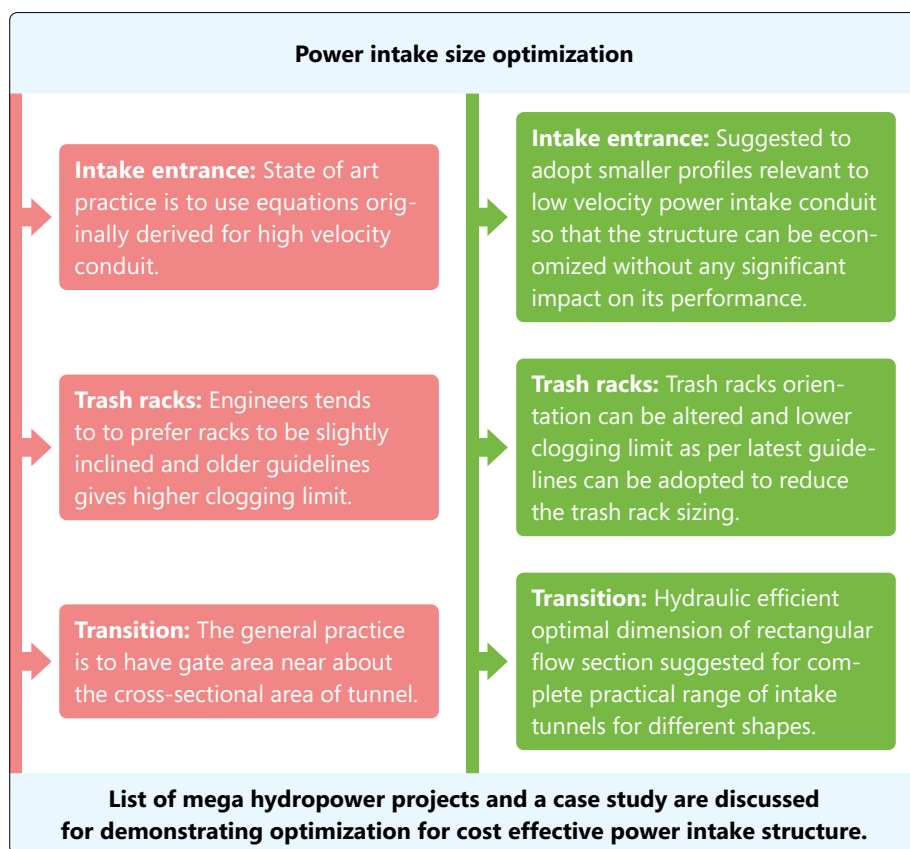 Power intake size optimization
Intake entrance: State of art
practice is to use equations orig-
inally derived for high velocity
conduit.
Trash racks: Engineers tends
to to prefer racks to be slightly
inclined and older guidelines
gives higher clogging limit.
Transition: The general practice
is to have gate area near about
the cross-sectional area of tunnel.
Intake entrance: Suggested to
adopt smaller profiles relevant to
low velocity power intake conduit
so that the structure can be econ-
omized without any significant
impact on its performance.
Trash racks: Trash racks orien-
tation can be altered and lower
clogging limit as per latest guide-
lines can be adopted to reduce
the trash rack sizing.
Transition: Hydraulic efficient
optimal dimension of rectangular
flow section suggested for com-
plete practical range of intake
tunnels for different shapes.
List of mega hydropower projects and a case study are discussed
for demonstrating optimization for cost effective power intake structure.